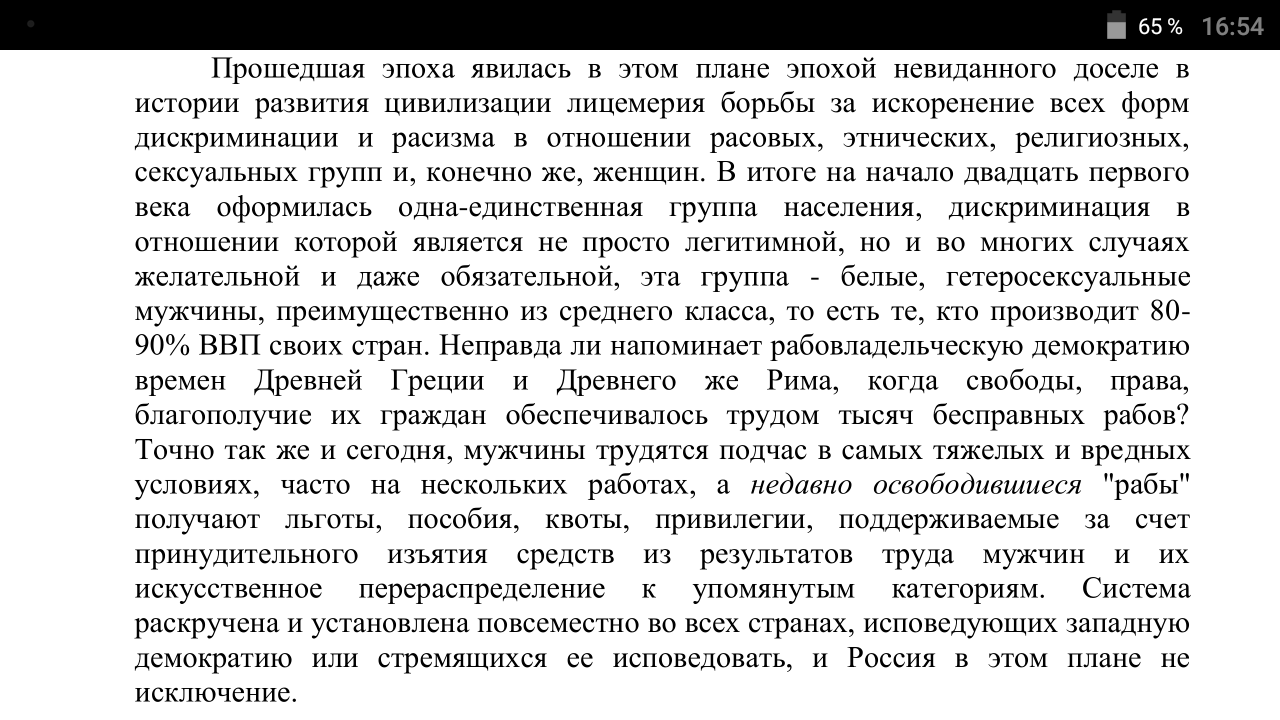 65 % 16:54
Прошедшая эпоха явилась в этом плане эпохой невиданного доселе в
истории развития цивилизации лицемерия борьбы за искоренение всех форм
дискриминации и расизма в отношении расовых, этнических, религиозных,
сексуальных групп и, конечно же, женщин. В итоге на начало двадцать первого
века оформилась одна-единственная группа населения, дискриминация в
отношении которой является не просто легитимной, но и во многих случаях
желательной и даже обязательной, эта группа - белые, гетеросексуальные
мужчины, преимущественно из среднего класса, то есть те, кто производит 80-
90% ВВП своих стран. Неправда ли напоминает рабовладельческую демократию
времен Древней Греции и Древнего же Рима, когда свободы, права,
благополучие их граждан обеспечивалось трудом тысяч бесправных рабов?
Точно так же и сегодня, мужчины трудятся подчас в самых тяжелых и вредных
условиях, часто на нескольких работах, а недавно освободившиеся "рабы"
получают льготы, пособия, квоты, привилегии, поддерживаемые за счет
принудительного изъятия средств из результатов труда мужчин и их
искусственное перераспределение к упомянутым категориям. Система
раскручена и установлена повсеместно во всех странах, исповедующих западную
демократию или стремящихся ее исповедовать, и Россия в этом плане не
исключение.